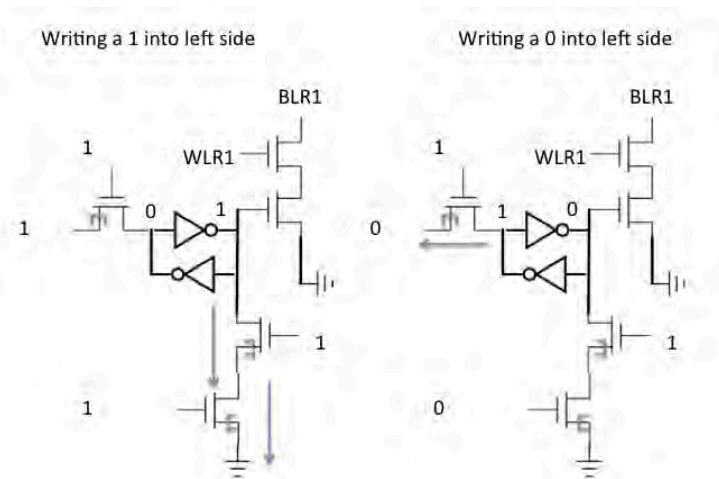 Writing a 1 into left side
Writing a 0 into left side
BLR1
BLR1
1
WLR1
1
WLR1
0
1
1
0
1
0
1
1
1
0